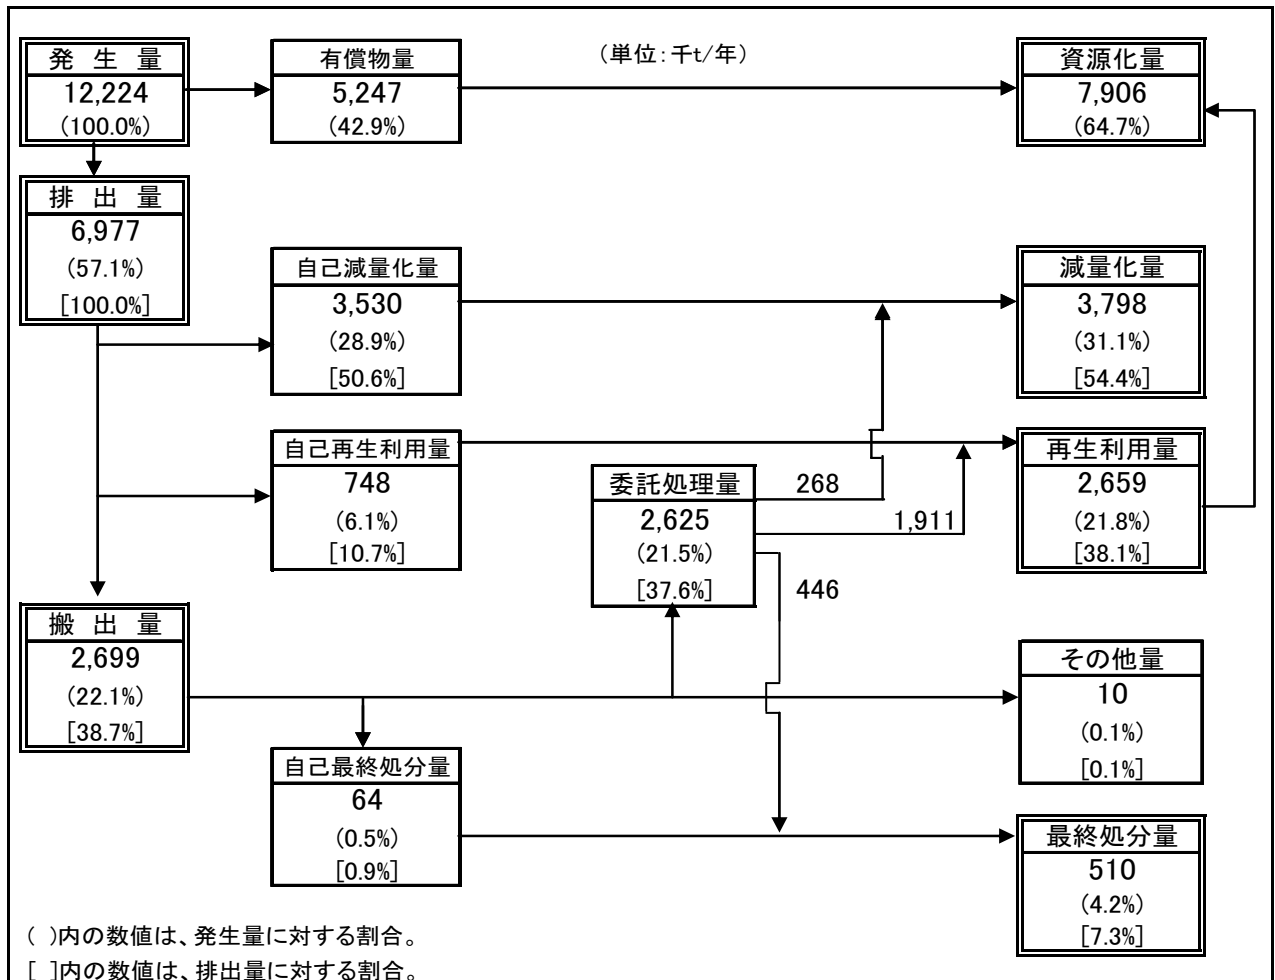 発 生 量
12,224
(100.0%)
有償物量
5,247
(42.9%)
(単位:千t/年)
資源化量
7,906
(64.7%)
排 出 量
6,977
(57.1%)
[100.0%]
自己減量化量
3,530
(28.9%)
[50.6%]
減量化量
3,798
(31.1%)
[54.4%]
自己再生利用量
748
(6.1%)
[10.7%]
委託処理量
2,625
(21.5%)
[37.6%]
268
1,911
446
再生利用量
2,659
(21.8%)
[38.1%]
搬 出 量
2,699
(22.1%)
[38.7%]
その他量
10
(0.1%)
[0.1%]
自己最終処分量
64
(0.5%)
[0.9%]
最終処分量
510
(4.2%)
[7.3%]
( )内の数値は、発生量に対する割合。
[ ]内の数値は、排出量に対する割合。